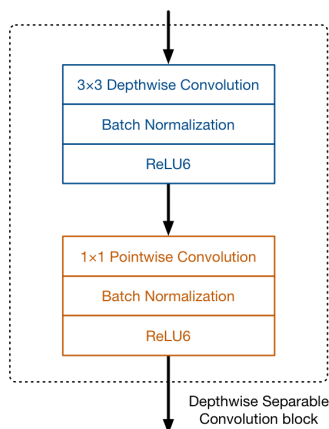 3×3 Depthwise Convolution
Batch Normalization
ReLU6
1×1 Pointwise Convolution
Batch Normalization
ReLU6
Depthwise Separable
Convolution block